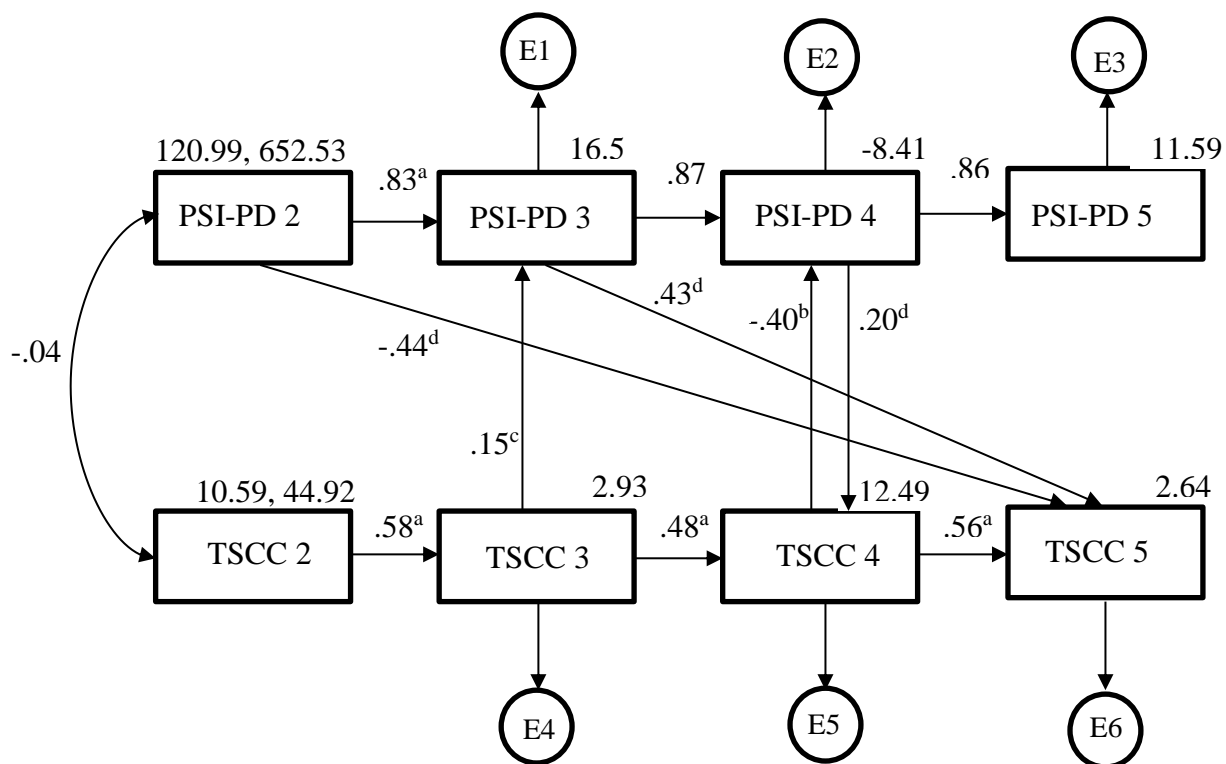 E1
E2
E3
120.99, 652.53
16.5
-8.41
11.59
.83ᵃ
.87
.86
PSI-PD 2
PSI-PD 3
PSI-PD 4
PSI-PD 5
-.04
-.44ᵈ
.43ᵈ
-.40ᵇ
.20ᵈ
.15ᶜ
10.59, 44.92
2.93
12.49
2.64
.58ᵃ
.48ᵃ
.56ᵃ
TSCC 2
TSCC 3
TSCC 4
TSCC 5
E4
E5
E6